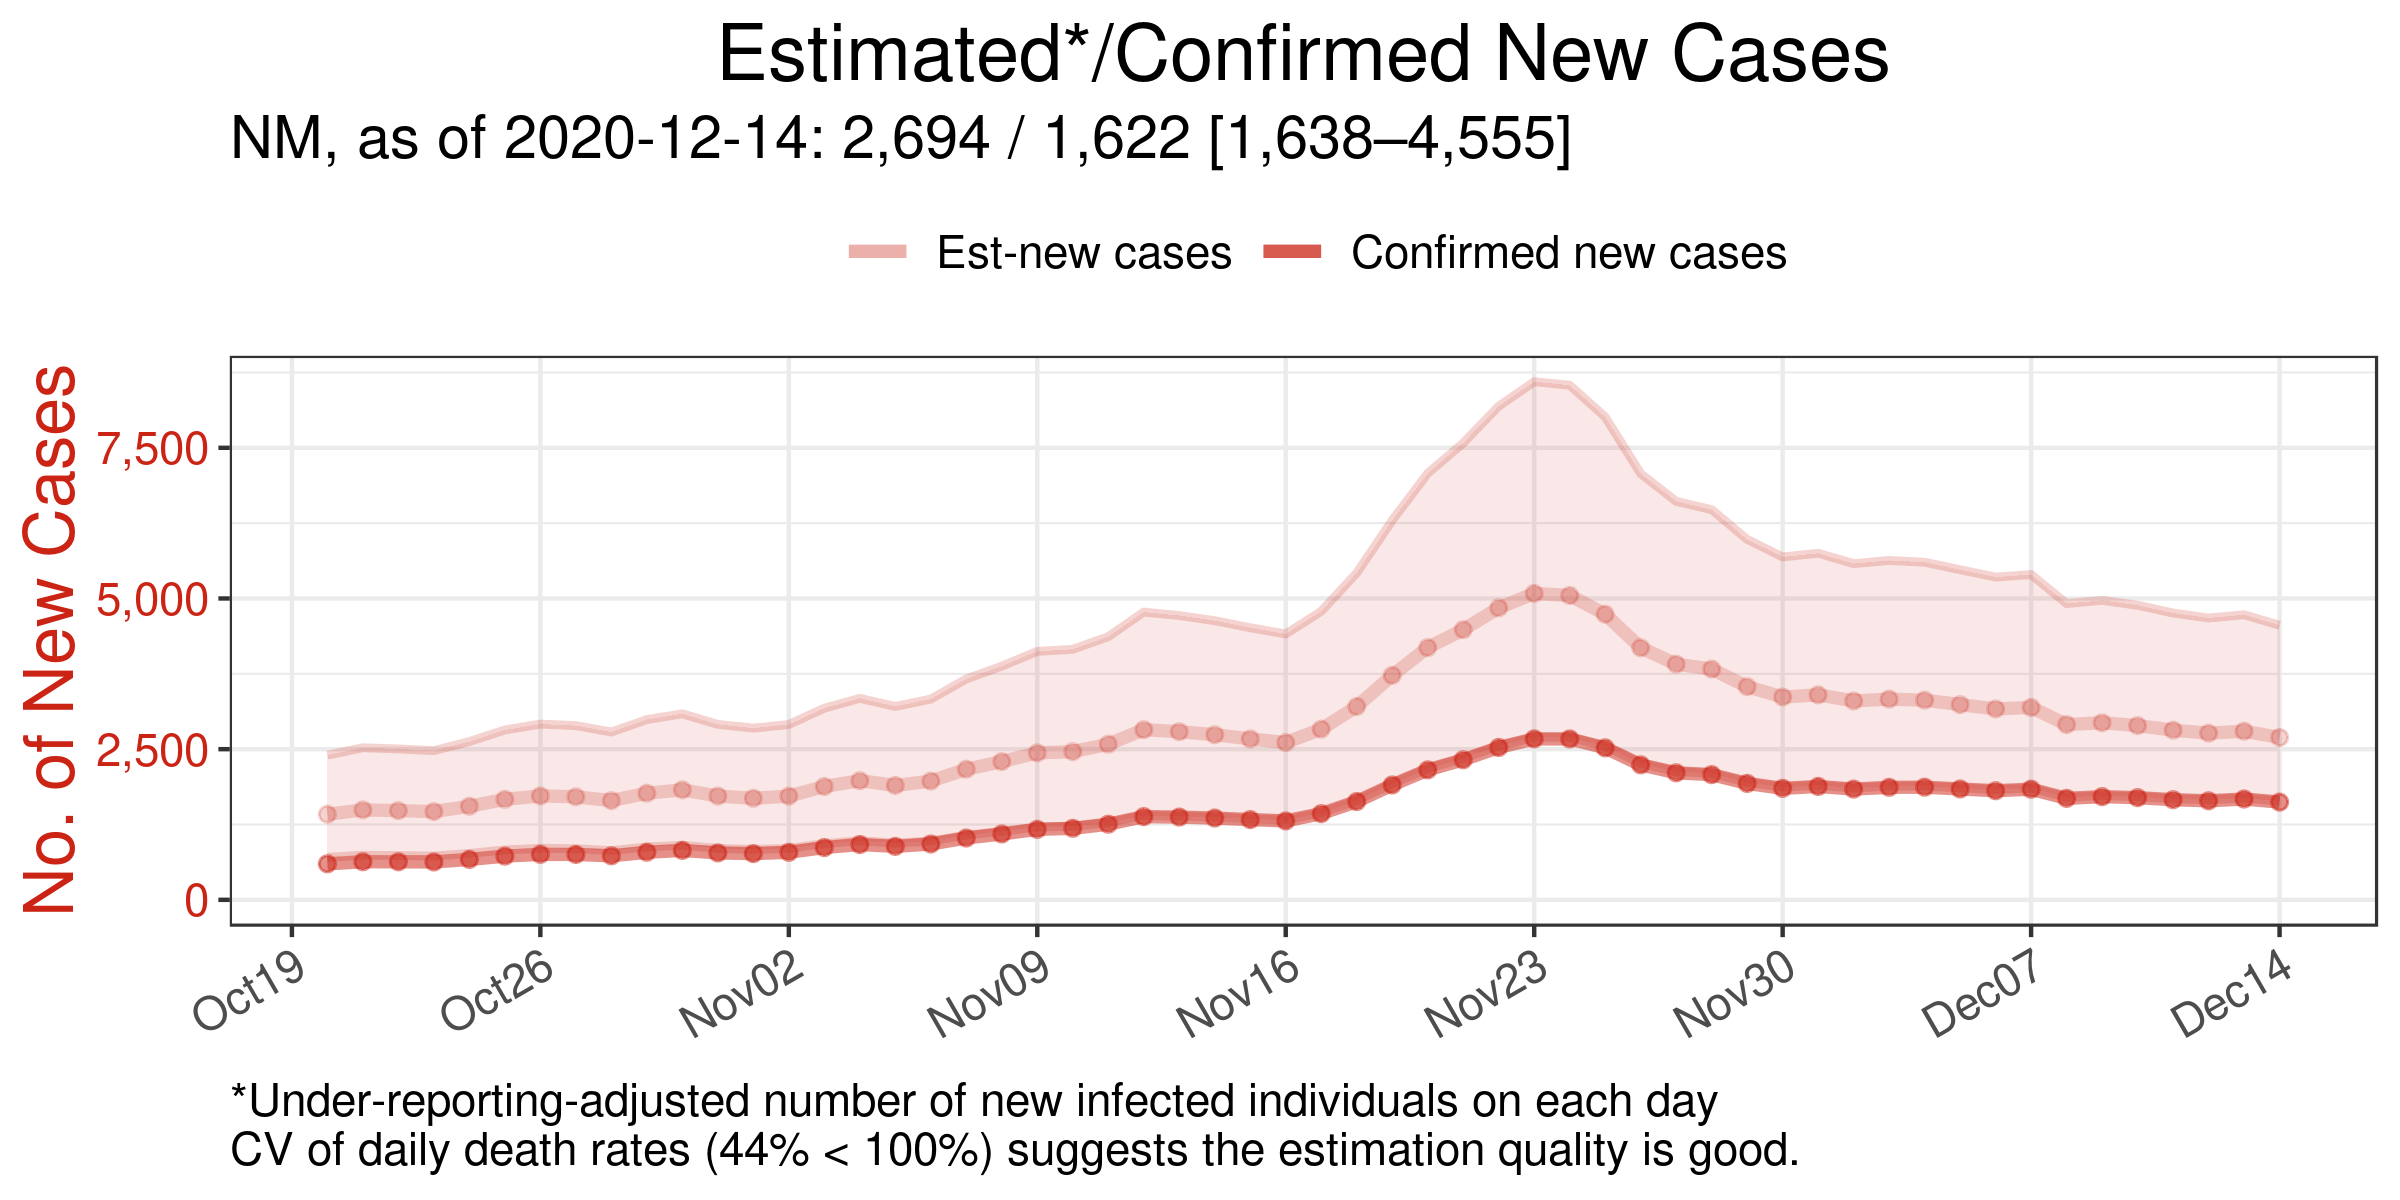 Estimated*/Confirmed New Cases
NM, as of 2020-12-14: 2,694 / 1,622 [1,638–4,555]
Est-new cases
Confirmed new cases
No. of New Cases
7,500
5,000
2,500
0
Oct19
Oct26
Nov02
Nov09
Nov16
Nov23
Nov30
Dec07
Dec14
*Under-reporting-adjusted number of new infected individuals on each day
CV of daily death rates (44% < 100%) suggests the estimation quality is good.